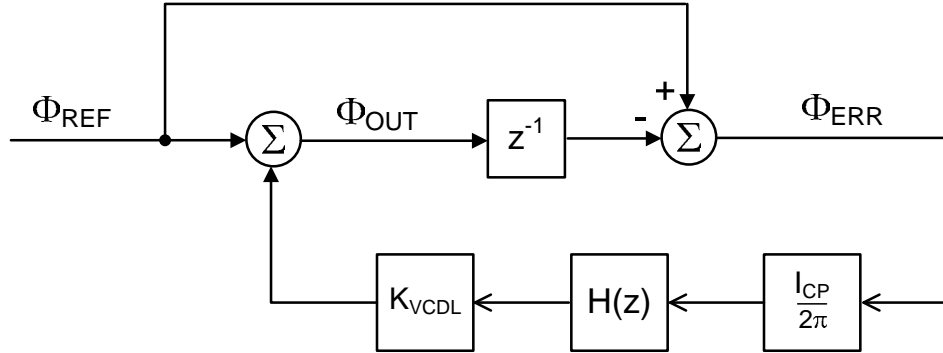 Φ_REF
Σ
Φ_OUT
z⁻¹
+
-
Σ
Φ_ERR
K_VCDL
H(z)
I_CP
2π